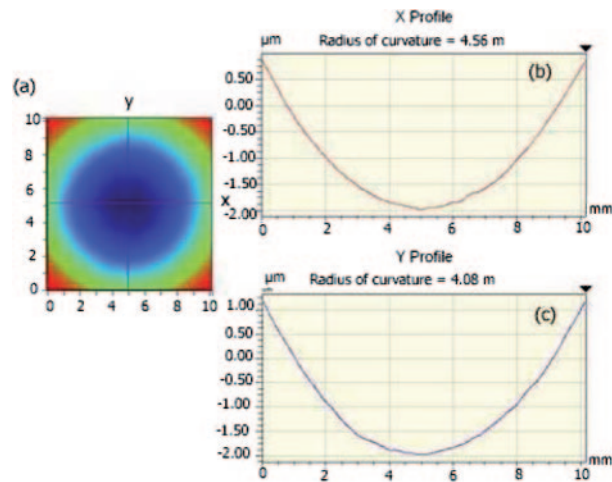 (a)
y
10
8
6
4
2
0
0 2 4 6 8 10
x
X Profile
µm
Radius of curvature = 4.56 m
(b)
0.50
0.00
-0.50
-1.00
-1.50
-2.00
0 2 4 6 8 10
mm
Y Profile
µm
Radius of curvature = 4.08 m
(c)
1.00
0.50
0.00
-0.50
-1.00
-1.50
-2.00
0 2 4 6 8 10
mm